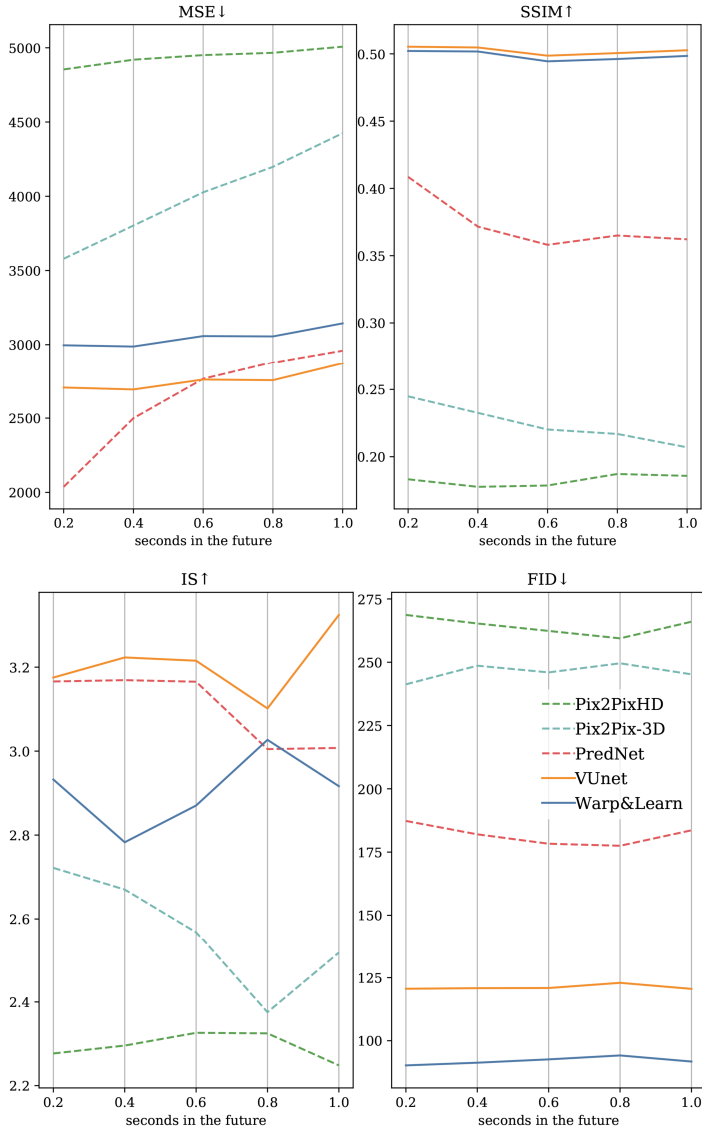 MSE↓
5000
4500
4000
3500
3000
2500
2000
0.2 0.4 0.6 0.8 1.0
seconds in the future
SSIM↑
0.50
0.45
0.40
0.35
0.30
0.25
0.20
0.2 0.4 0.6 0.8 1.0
seconds in the future
IS↑
3.2
3.0
2.8
2.6
2.4
2.2
0.2 0.4 0.6 0.8 1.0
seconds in the future
FID↓
275
250
225
200
175
150
125
100
Pix2PixHD
Pix2Pix-3D
PredNet
VUnet
Warp&Learn
0.2 0.4 0.6 0.8 1.0
seconds in the future